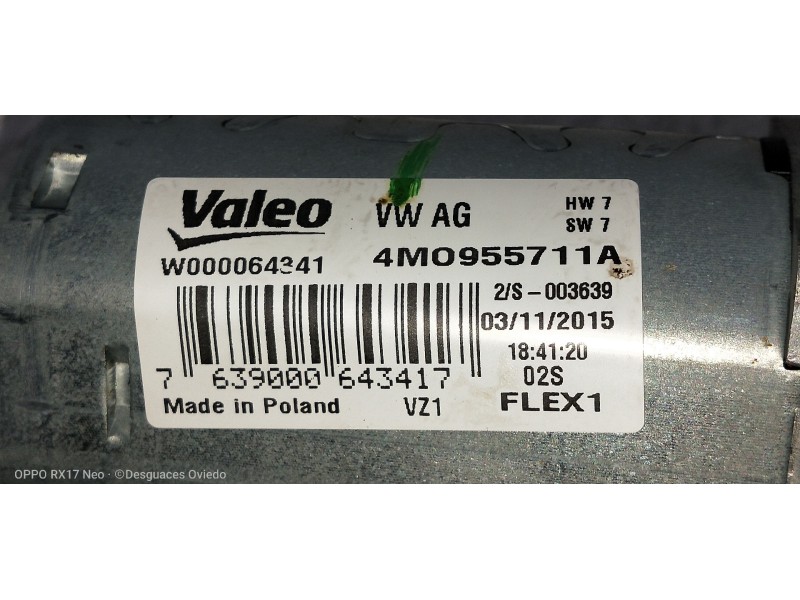 Valeo VW AG HW 7
SW 7
W000064341 4M0955711A
2/S-003639
03/11/2015
18:41:20
7 639000 643417 02S
Made in Poland VZ1 FLEX1
OPPO RX17 Neo · ©Desguaces Oviedo